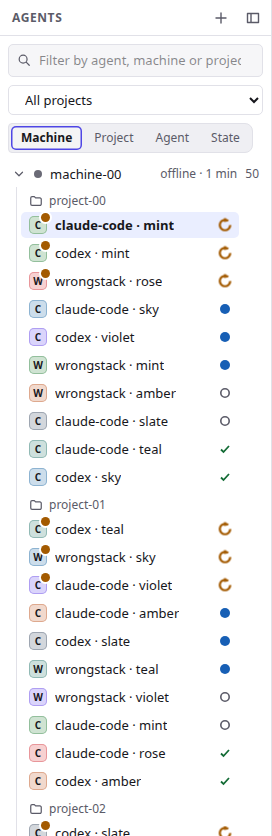 AGENTS
Filter by agent, machine or projec
All projects
Machine Project Agent State
machine-00 offline · 1 min 50
project-00
C claude-code · mint
C codex · mint
W wrongstack · rose
C claude-code · sky
C codex · violet
W wrongstack · mint
W wrongstack · amber
C claude-code · slate
C claude-code · teal
C codex · sky
project-01
C codex · teal
W wrongstack · sky
C claude-code · violet
C claude-code · amber
C codex · slate
W wrongstack · teal
W wrongstack · violet
C claude-code · mint
C claude-code · rose
C codex · amber
project-02
C codex · slate